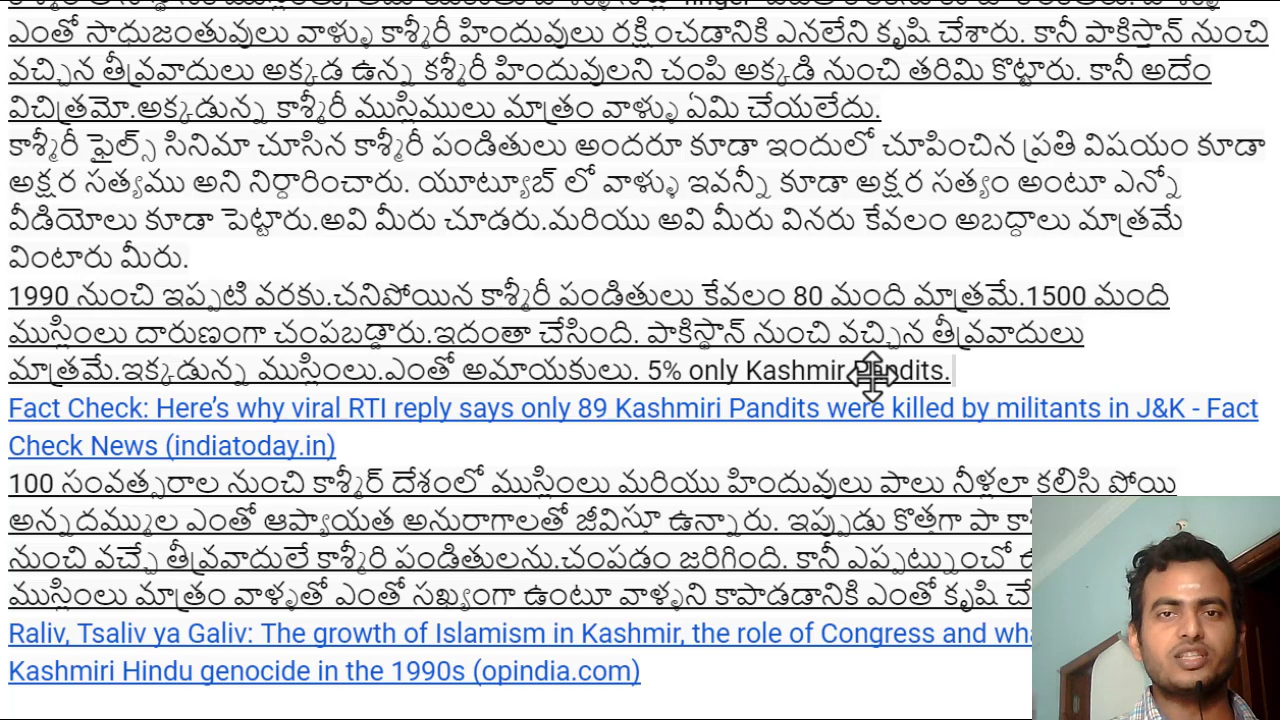 ఎంతో సాధుజంతువులు వాళ్ళు కాశ్మీరీ హిందువులు రక్షించడానికి ఎనలేని కృషి చేశారు. కానీ పాకిస్తాన్ నుంచి
వచ్చిన తీవ్రవాదులు అక్కడ ఉన్న కశ్మీరీ హిందువులని చంపి అక్కడి నుంచి తరిమి కొట్టారు. కానీ అదేం
విచిత్రమో.అక్కడున్న కాశ్మీరీ ముస్లిములు మాత్రం వాళ్ళు ఏమి చేయలేదు.
కాశ్మీరీ ఫైల్స్ సినిమా చూసిన కాశ్మీరీ పండితులు అందరూ కూడా ఇందులో చూపించిన ప్రతి విషయం కూడా
అక్షర సత్యము అని నిర్ధారించారు. యూట్యూబ్ లో వాళ్ళు ఇవన్నీ కూడా అక్షర సత్యం అంటూ ఎన్నో
వీడియోలు కూడా పెట్టారు.అవి మీరు చూడరు.మరియు అవి మీరు వినరు కేవలం అబద్ధాలు మాత్రమే
వింటారు మీరు.
1990 నుంచి ఇప్పటి వరకు.చనిపోయిన కాశ్మీరీ పండితులు కేవలం 80 మంది మాత్రమే.1500 మంది
ముస్లింలు దారుణంగా చంపబడ్డారు.ఇదంతా చేసింది. పాకిస్థాన్ నుంచి వచ్చిన తీవ్రవాదులు
మాత్రమే.ఇక్కడున్న ముస్లింలు.ఎంతో అమాయకులు. 5% only Kashmir Pandits.
Fact Check: Here’s why viral RTI reply says only 89 Kashmiri Pandits were killed by militants in J&K - Fact
Check News (indiatoday.in)
100 సంవత్సరాల నుంచి కాశ్మీర్ దేశంలో ముస్లింలు మరియు హిందువులు పాలు నీళ్లలా కలిసి పోయి
అన్నదమ్ముల ఎంతో ఆప్యాయత అనురాగాలతో జీవిస్తూ ఉన్నారు. ఇప్పుడు కొత్తగా పా
నుంచి వచ్చే తీవ్రవాదులే కాశ్మీరి పండితులను.చంపడం జరిగింది. కానీ ఎప్పట్నుంచో
ముస్లింలు మాత్రం వాళ్ళతో ఎంతో సఖ్యంగా ఉంటూ వాళ్ళని కాపాడడానికి ఎంతో కృషి
Raliv, Tsaliv ya Galiv: The growth of Islamism in Kashmir, the role of Congress and
Kashmiri Hindu genocide in the 1990s (opindia.com)